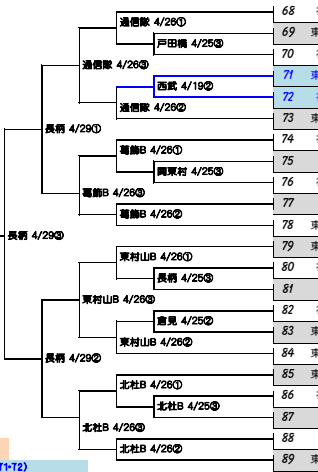 通信隊 4/26①
68
69 東
戸田橋 4/25③
70
通信隊 4/26③
71 東
西武 4/19②
72
通信隊 4/26②
73 東
長柄 4/29①
74
葛飾B 4/26①
75
関東村 4/25③
76
葛飾B 4/26③
77
葛飾B 4/26②
78 東
長柄 4/29③
79 東
東村山B 4/26①
80
長柄 4/25③
81
東村山B 4/26③
82
倉見 4/25②
83 東
東村山B 4/26②
84 東
長柄 4/29②
85 東
北社B 4/26①
86
北社B 4/25③
87
北社B 4/26③
88
北社B 4/26②
89 東